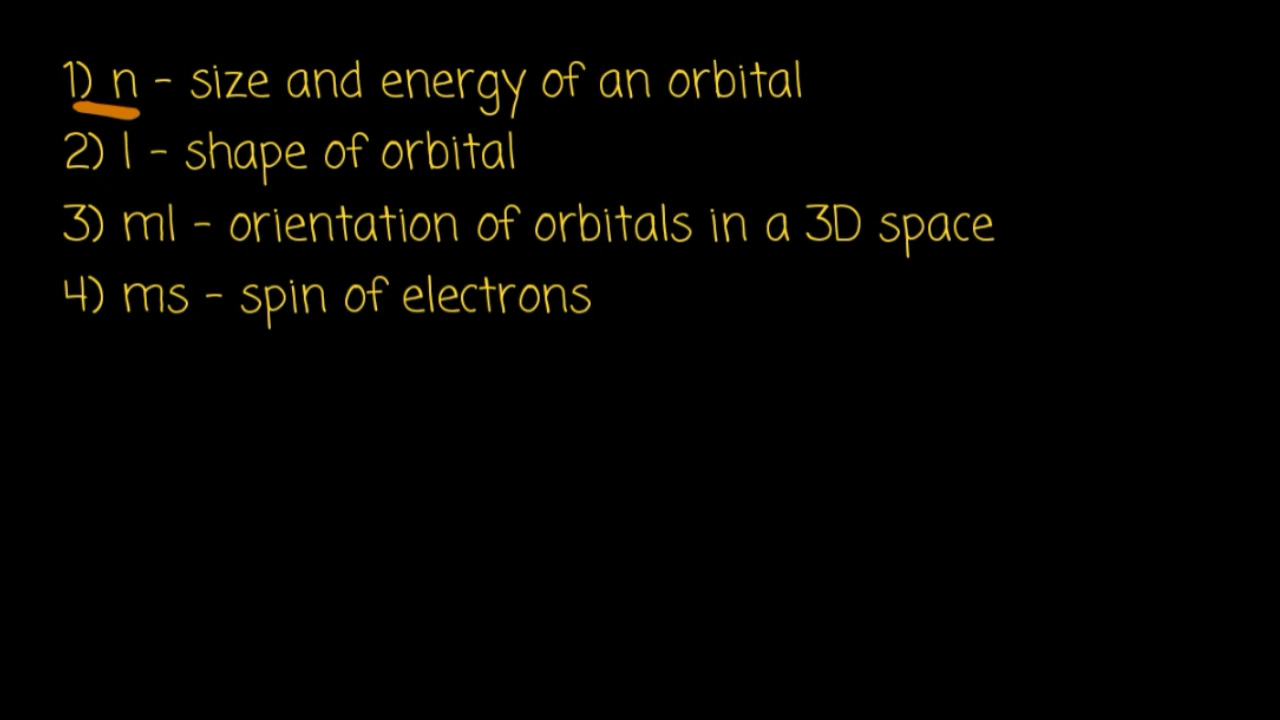 1) n - size and energy of an orbital
2) l - shape of orbital
3) ml - orientation of orbitals in a 3D space
4) ms - spin of electrons